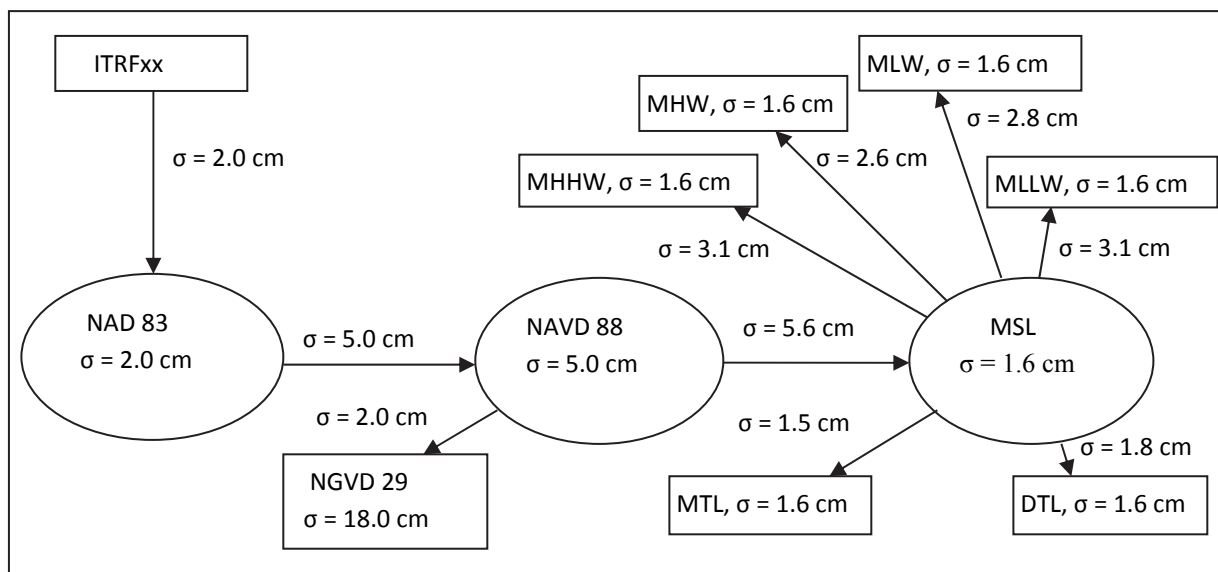 ITRFxx
σ = 2.0 cm
NAD 83
σ = 2.0 cm
σ = 5.0 cm
NAVD 88
σ = 5.0 cm
σ = 2.0 cm
NGVD 29
σ = 18.0 cm
σ = 5.6 cm
MSL
σ = 1.6 cm
MHHW, σ = 1.6 cm
σ = 3.1 cm
MHW, σ = 1.6 cm
σ = 2.6 cm
MLW, σ = 1.6 cm
σ = 2.8 cm
MLLW, σ = 1.6 cm
σ = 3.1 cm
σ = 1.5 cm
MTL, σ = 1.6 cm
σ = 1.8 cm
DTL, σ = 1.6 cm